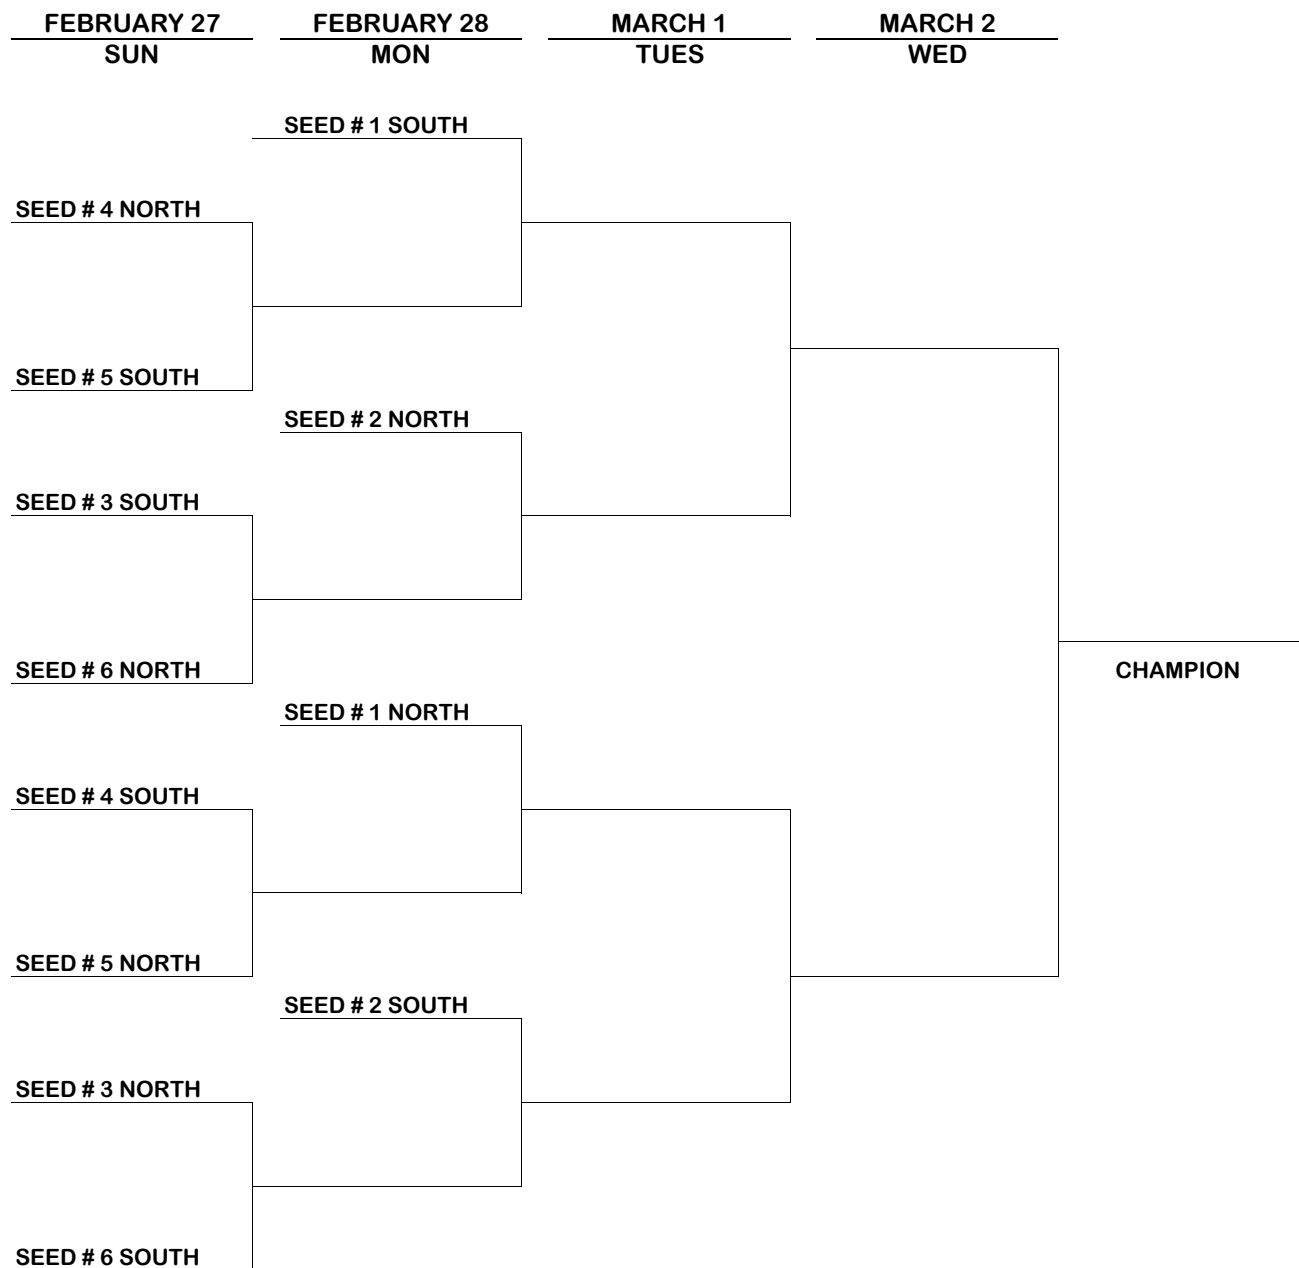 FEBRUARY 27 FEBRUARY 28 MARCH 1 MARCH 2
SUN MON TUES WED
SEED # 1 SOUTH
SEED # 4 NORTH
SEED # 5 SOUTH
SEED # 2 NORTH
SEED # 3 SOUTH
SEED # 6 NORTH
CHAMPION
SEED # 1 NORTH
SEED # 4 SOUTH
SEED # 5 NORTH
SEED # 2 SOUTH
SEED # 3 NORTH
SEED # 6 SOUTH